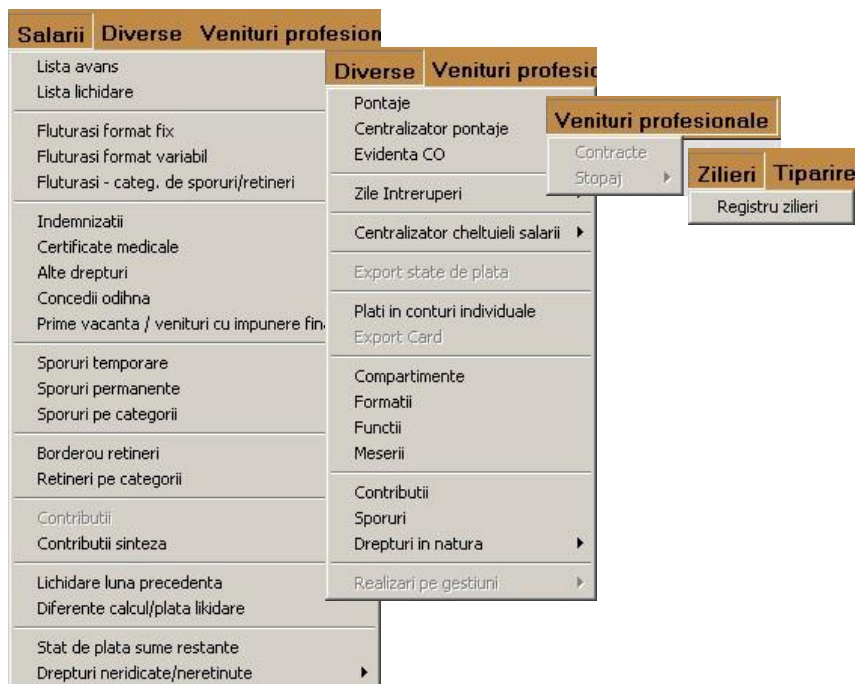 Salarii Diverse Venituri profesion
Lista avans
Lista lichidare
Fluturasi format fix
Fluturasi format variabil
Fluturasi - categ. de sporuri/retineri
Indemnizatii
Certificate medicale
Alte drepturi
Concedii odihna
Prime vacanta / venituri cu impunere fin
Sporuri temporare
Sporuri permanente
Sporuri pe categorii
Borderou retineri
Retineri pe categorii
Contributii
Contributii sinteza
Lichidare luna precedenta
Diferente calcul/plata likidare
Stat de plata sume restante
Drepturi neridicate/neretinute
Diverse Venituri profesio
Pontaje
Centralizator pontaje
Evidenta CO
Zile Intreruperi
Centralizator cheltuieli salarii
Export state de plata
Plati in conturi individuale
Export Card
Compartimente
Formatii
Functii
Meserii
Contributii
Sporuri
Drepturi in natura
Realizari pe gestiuni
Venituri profesionale
Contracte
Stopaj
Zilieri Tiparire
Registru zilieri